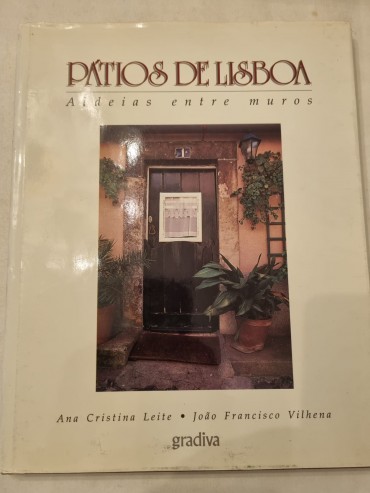 PÁTIOS DE LISBOA
Aldeias entre muros
Ana Cristina Leite • João Francisco Vilhena
gradiva